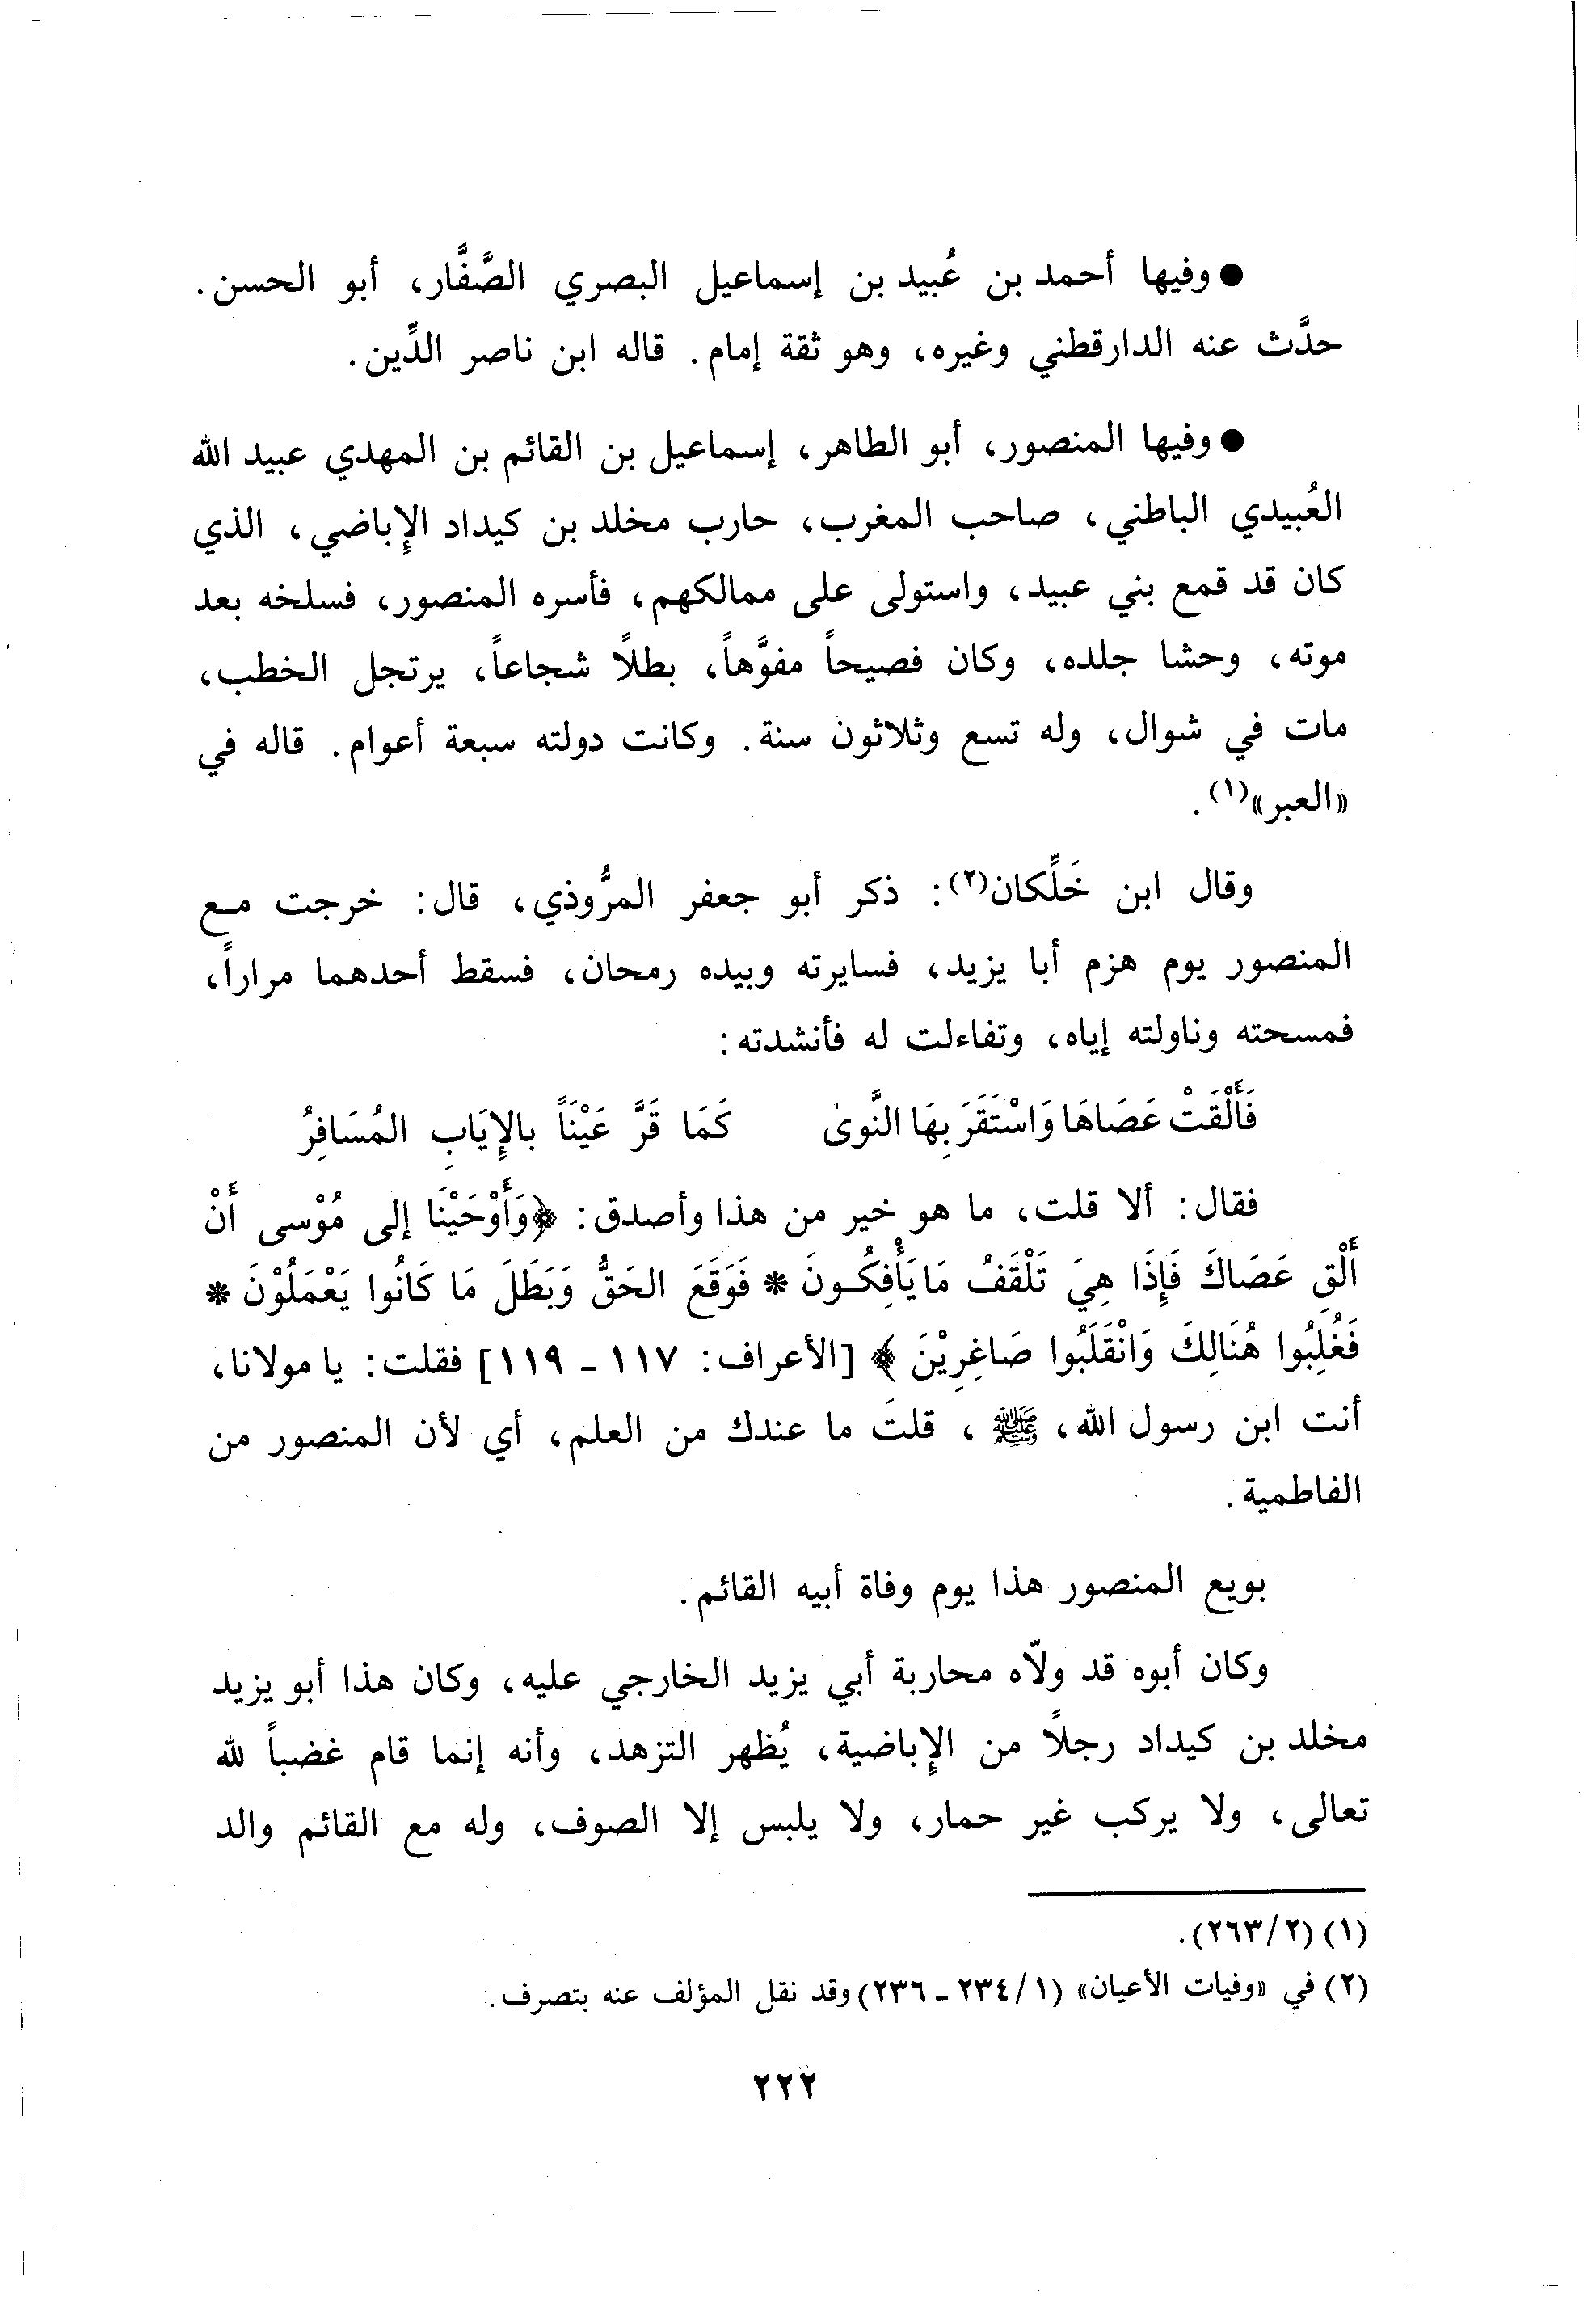 ● وفيها أحمد بن عُبيد بن إسماعيل البصري الصَّفَّار، أبو الحسن.
حدَّث عنه الدارقطني وغيره، وهو ثقة إمام. قاله ابن ناصر الدِّين.
● وفيها المنصور، أبو الطاهر، إسماعيل بن القائم بن المهدي عبيد الله
العُبيدي الباطني، صاحب المغرب، حارب مخلد بن كيداد الإِباضي، الذي
كان قد قمع بني عبيد، واستولى على ممالكهم، فأسره المنصور، فسلخه بعد
موته، وحشا جلده، وكان فصيحاً مفوَّهاً، بطلاً شجاعاً، يرتجل الخطب،
مات في شوال، وله تسع وثلاثون سنة. وكانت دولته سبعة أعوام. قاله في
«العبر»(١).
وقال ابن خَلِّكان(٢): ذكر أبو جعفر المرُّوذي، قال: خرجت مع
المنصور يوم هزم أبا يزيد، فسايرته وبيده رمحان، فسقط أحدهما مراراً،
فمسحته وناولته إياه، وتفاءلت له فأنشدته:
فَأَلْقَتْ عَصَاهَا وَاسْتَقَرَ بِهَا النَّوىٰ كَمَا قَرَّ عَيْنَاً بالإِيَابِ المُسَافِرُ
فقال: ألا قلت، ما هو خير من هذا وأصدق: ﴿وَأَوْحَيْنَا إلى مُوْسى أَنْ
أَلْقِ عَصَاكَ فَإِذَا هِيَ تَلْقَفُ مَا يَأْفِكُونَ * فَوَقَعَ الحَقُّ وَبَطَلَ مَا كَانُوا يَعْمَلُوْنَ *
فَغُلِبُوا هُنَالِكَ وَانْقَلَبُوا صَاغِرِيْنَ﴾ [الأعراف: ١١٧ ـ ١١٩] فقلت: يا مولانا،
أنت ابن رسول الله، ﷺ، قلتَ ما عندك من العلم، أي لأن المنصور من
الفاطمية.
بويع المنصور هذا يوم وفاة أبيه القائم.
وكان أبوه قد ولاّه محاربة أبي يزيد الخارجي عليه، وكان هذا أبو يزيد
مخلد بن كيداد رجلاً من الإِباضية، يُظهر التزهد، وأنه إنما قام غضباً لله
تعالى، ولا يركب غير حمار، ولا يلبس إلا الصوف، وله مع القائم والد
(١) (٢/٢٦٣).
(٢) في «وفيات الأعيان» (١/٢٣٤ ـ ٢٣٦) وقد نقل المؤلف عنه بتصرف.
٢٢٢